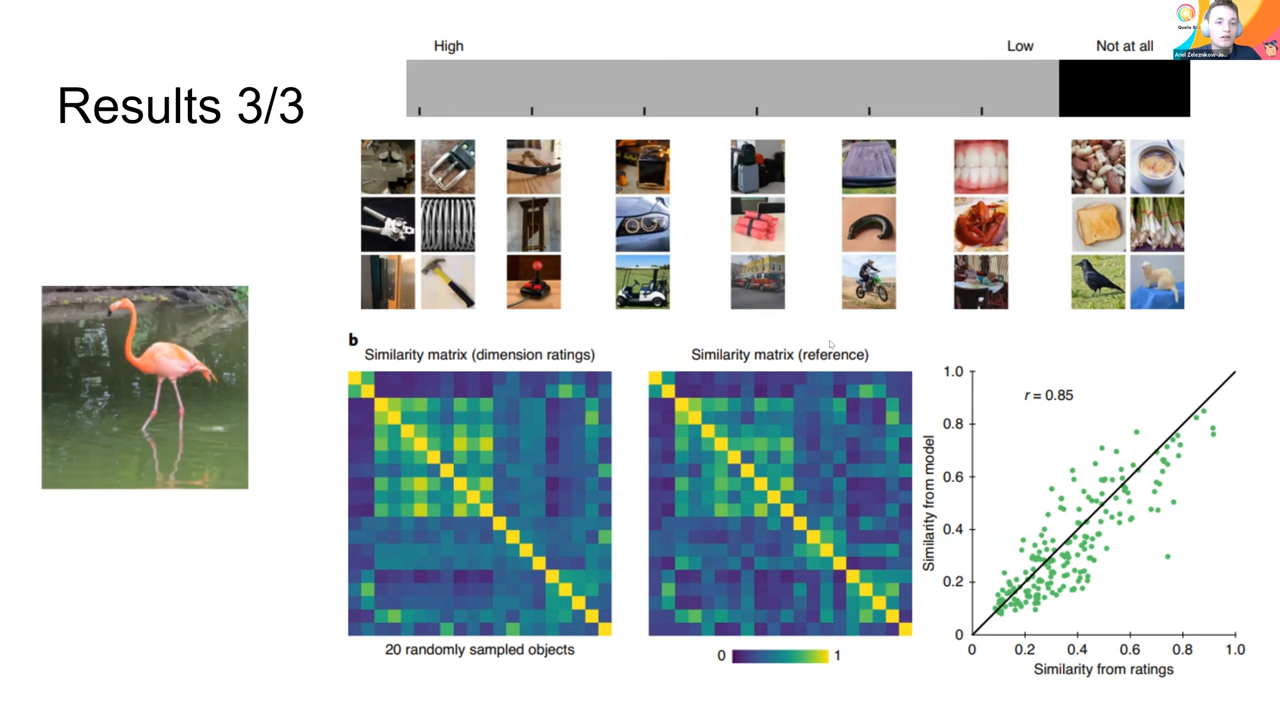 High
Low
Not at all
Results 3/3
b
Similarity matrix (dimension ratings)
Similarity matrix (reference)
20 randomly sampled objects
0
1
r = 0.85
1.0
0.8
0.6
0.4
0.2
0
Similarity from model
0
0.2
0.4
0.6
0.8
1.0
Similarity from ratings